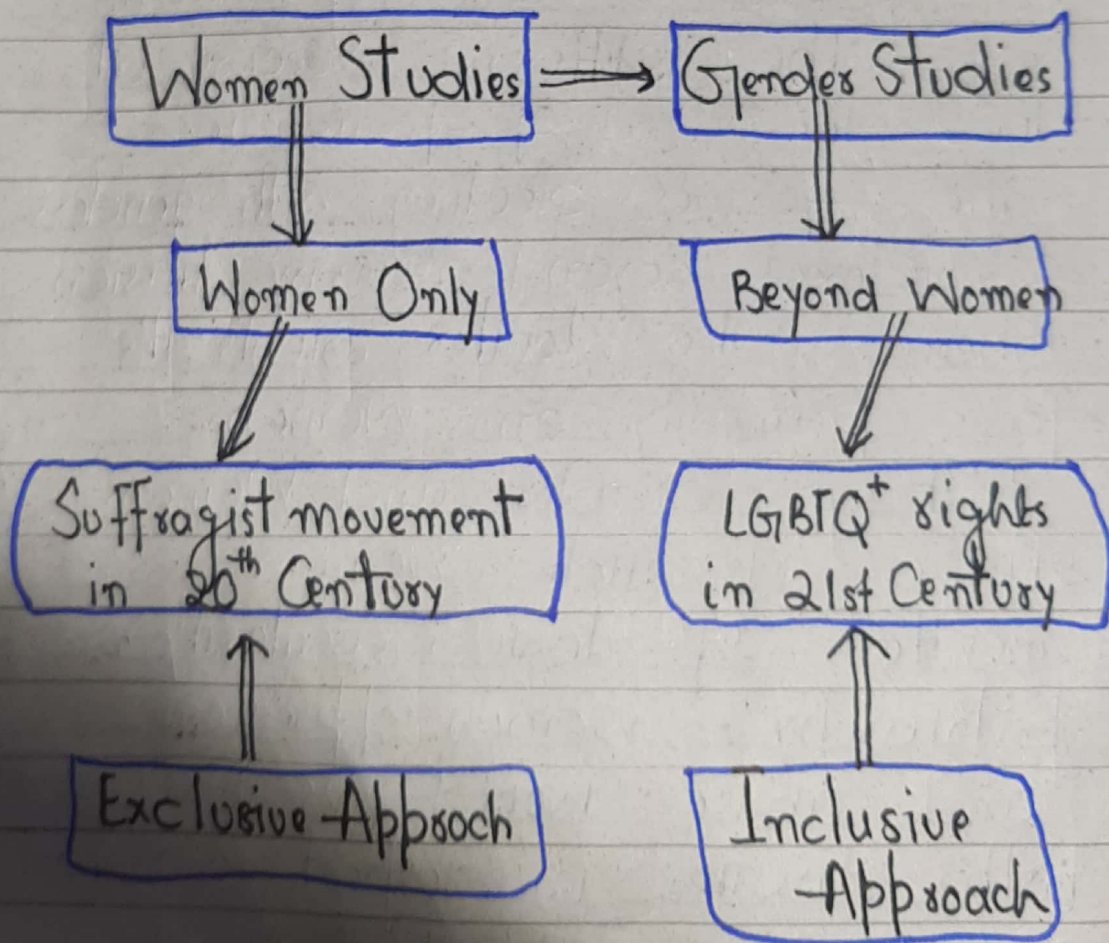 Women Studies
Gender Studies
Women Only
Beyond Women
Suffragist movement
in 20th Century
LGBTQ+ rights
in 21st Century
Exclusive Approch
Inclusive
Approach